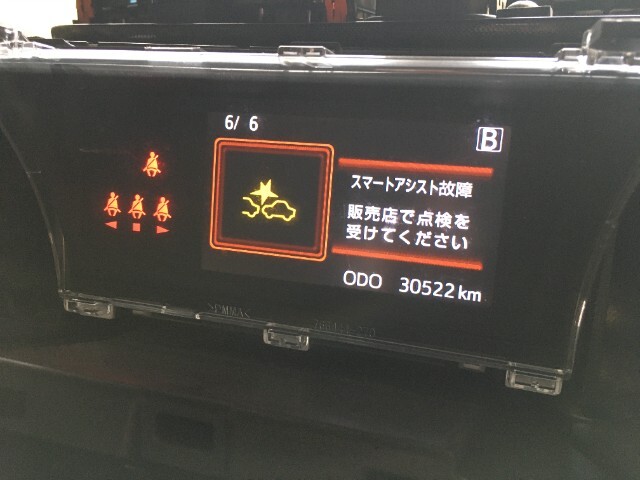 6/ 6
B
スマートアシスト故障
販売店で点検を
受けてください
ODO 30522 km